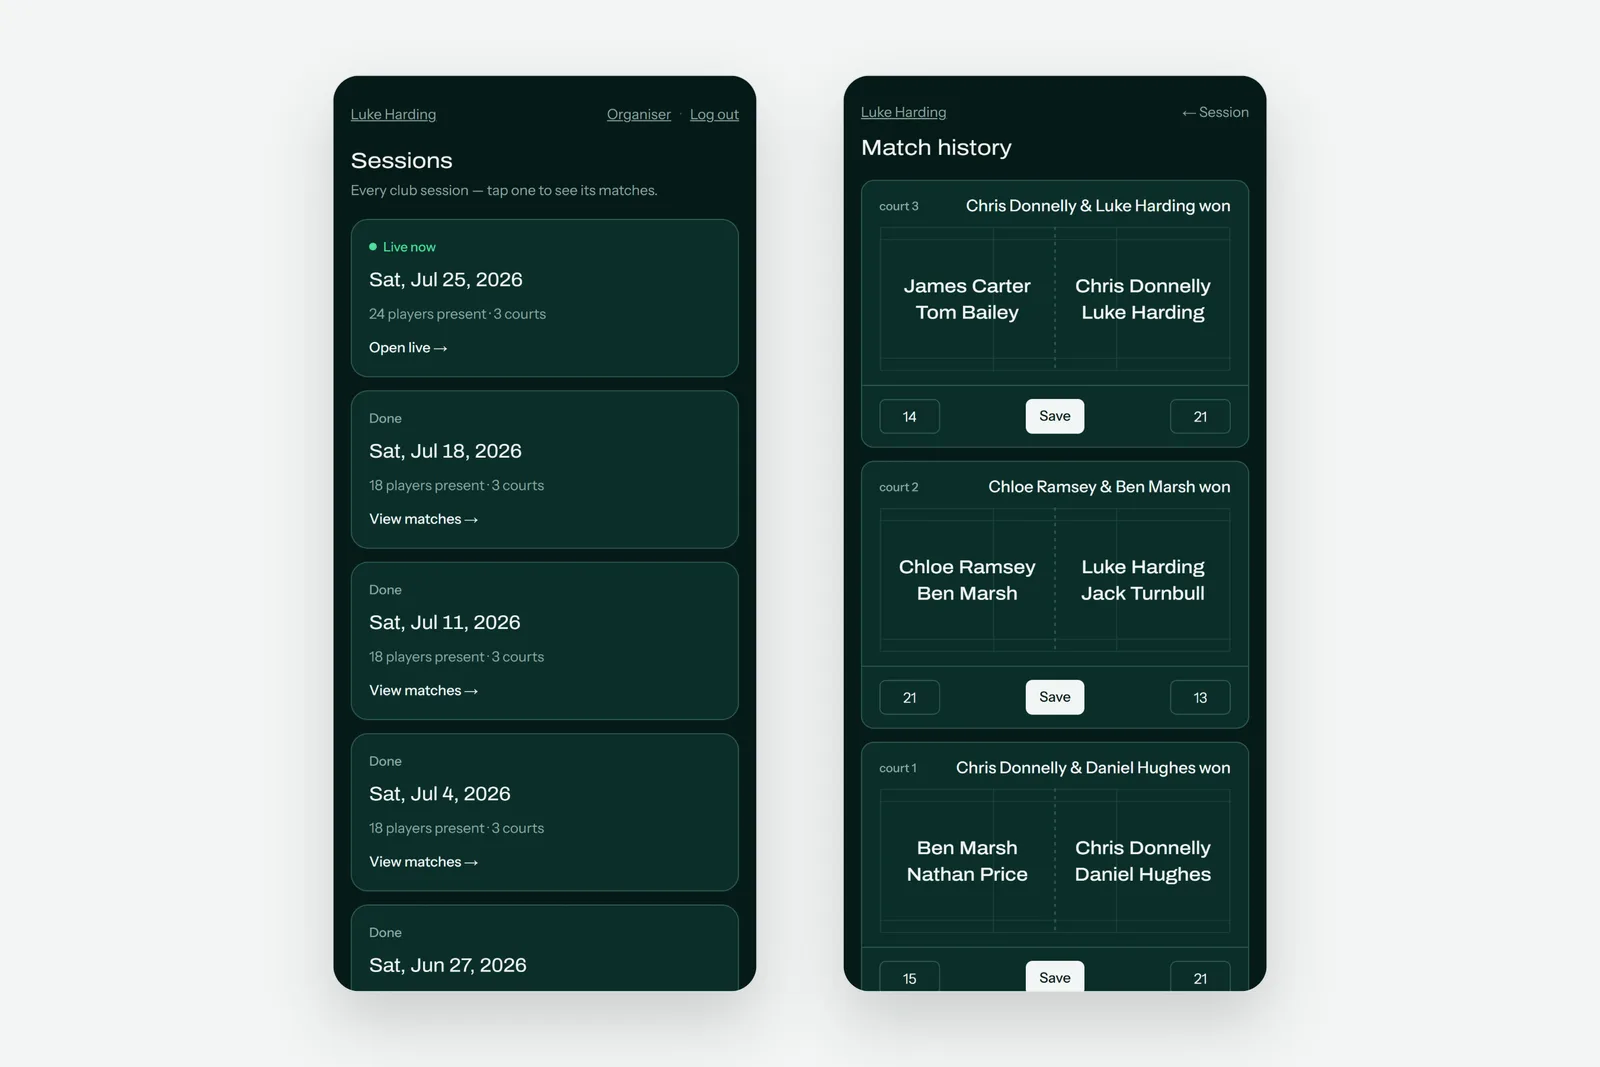 Luke Harding
Organiser · Log out
Sessions
Every club session — tap one to see its matches.
Live now
Sat, Jul 25, 2026
24 players present · 3 courts
Open live →
Done
Sat, Jul 18, 2026
18 players present · 3 courts
View matches →
Done
Sat, Jul 11, 2026
18 players present · 3 courts
View matches →
Done
Sat, Jul 4, 2026
18 players present · 3 courts
View matches →
Done
Sat, Jun 27, 2026
Luke Harding
← Session
Match history
court 3
Chris Donnelly & Luke Harding won
James Carter
Tom Bailey
Chris Donnelly
Luke Harding
14
Save
21
court 2
Chloe Ramsey & Ben Marsh won
Chloe Ramsey
Ben Marsh
Luke Harding
Jack Turnbull
21
Save
13
court 1
Chris Donnelly & Daniel Hughes won
Ben Marsh
Nathan Price
Chris Donnelly
Daniel Hughes
15
Save
21